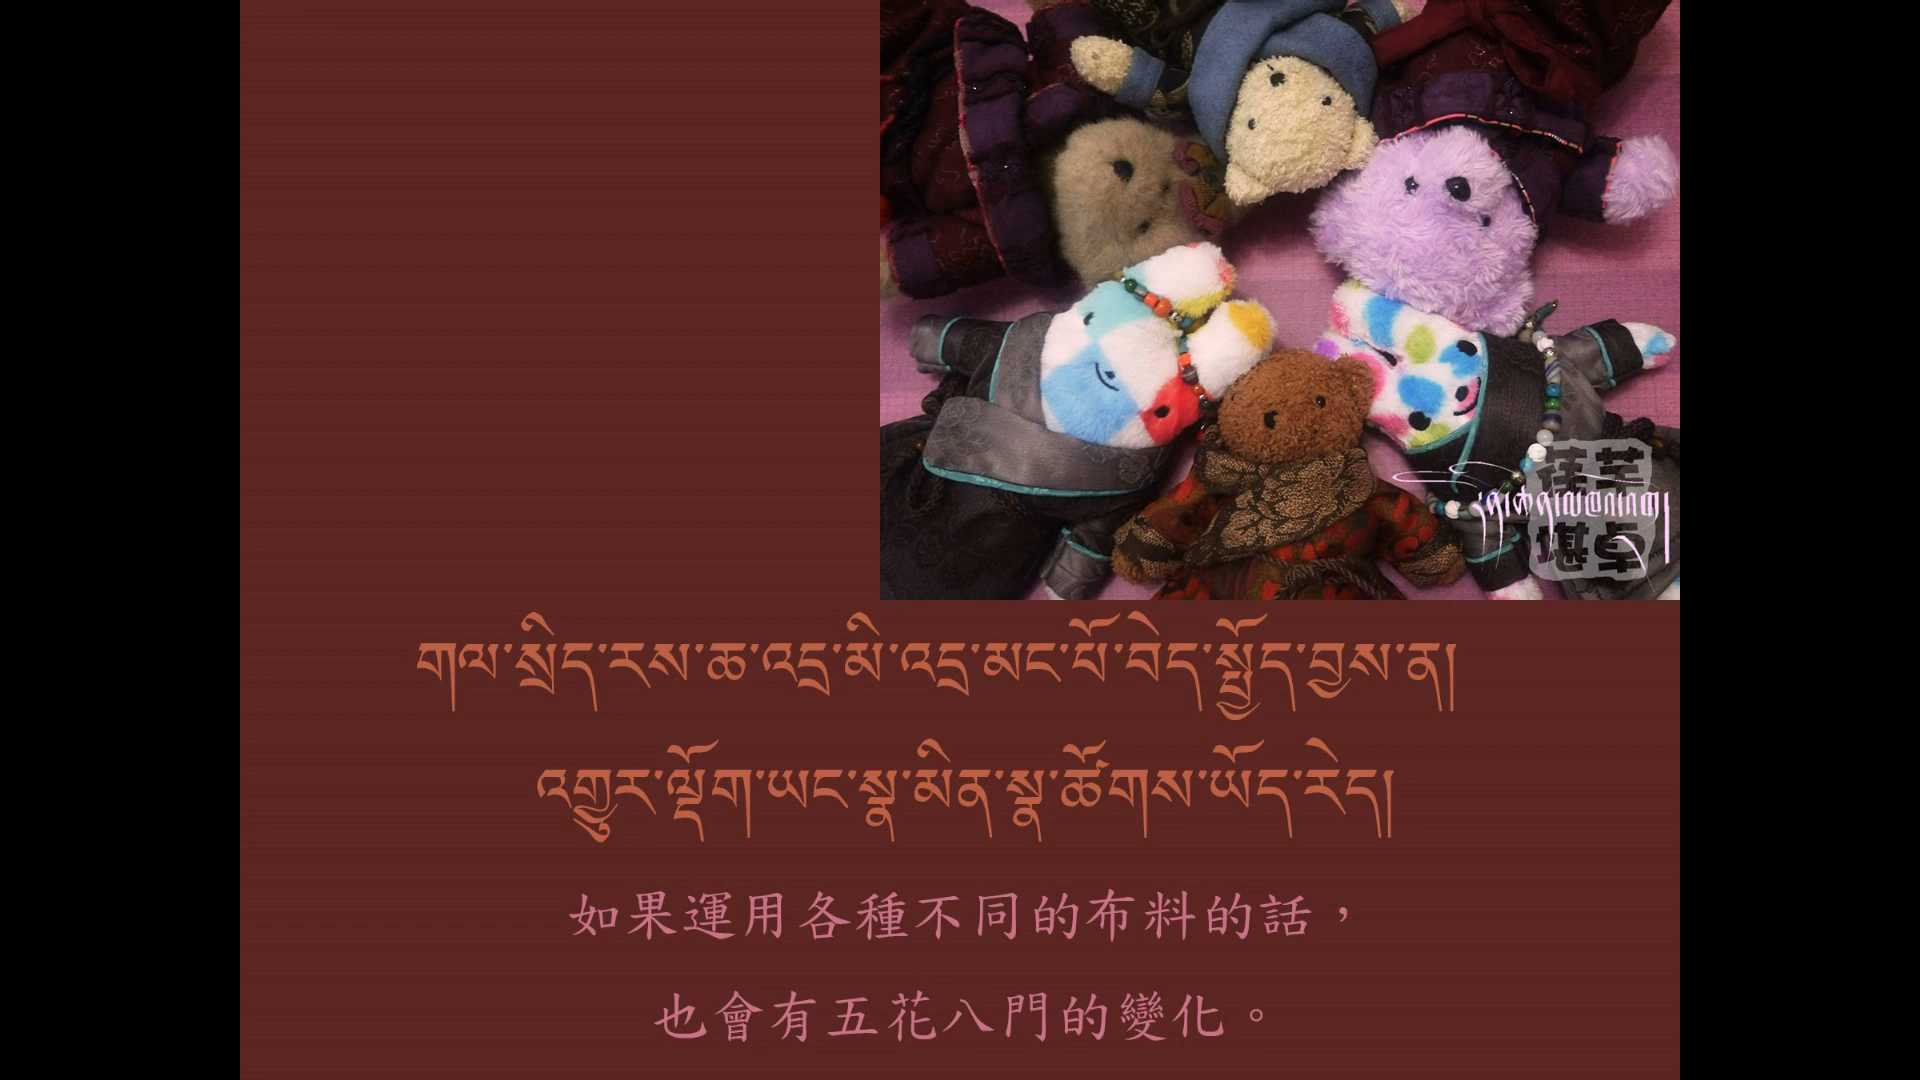 གལ་སྲིད་རས་ཆ་འདྲ་མི་འདྲ་མང་པོ་བེད་སྤྱོད་བྱས་ན།
འགྱུར་ལྡོག་ཡང་སྣ་མིན་སྣ་ཚོགས་ཡོད་རེད།
如果運用各種不同的布料的話，
也會有五花八門的變化。